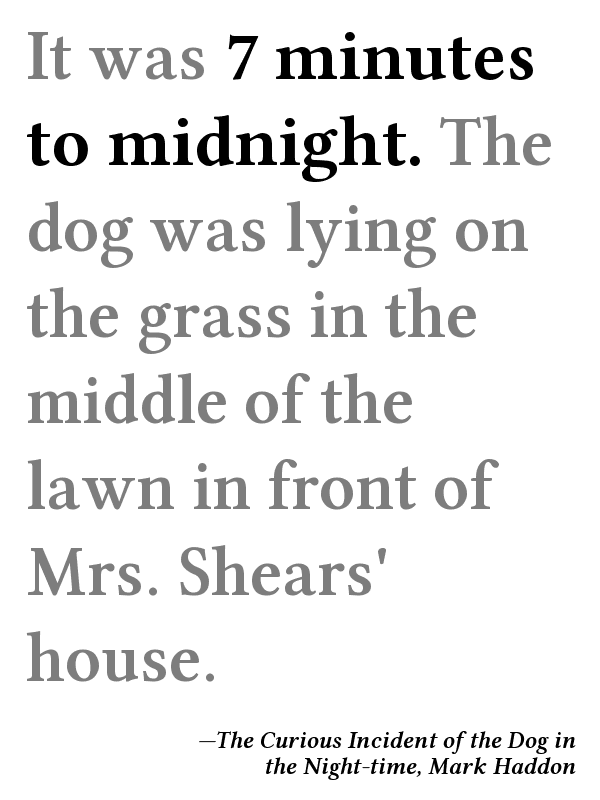 It was 7 minutes
to midnight. The
dog was lying on
the grass in the
middle of the
lawn in front of
Mrs. Shears'
house.
—The Curious Incident of the Dog in
the Night-time, Mark Haddon